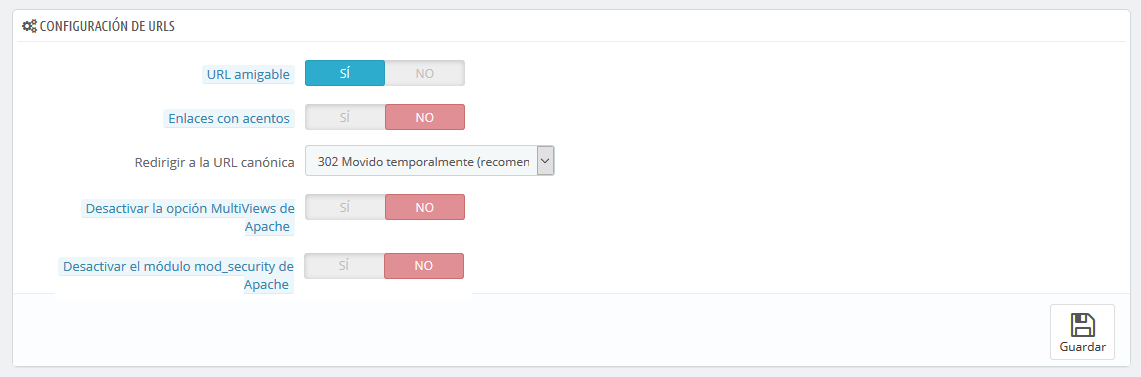 CONFIGURACIÓN DE URLS
URL amigable SÍ NO
Enlaces con acentos SÍ NO
Redirigir a la URL canónica 302 Movido temporalmente (recomen
Desactivar la opción MultiViews de SÍ NO
Apache
Desactivar el módulo mod_security de SÍ NO
Apache
Guardar